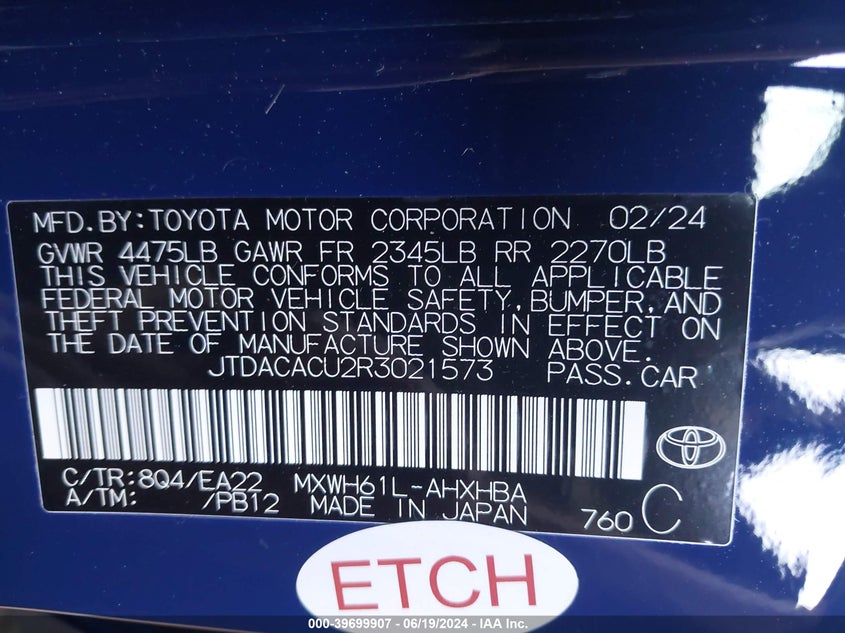 MFD.BY:TOYOTA MOTOR CORPORATION 02/24
GVWR 4475LB GAWR FR 2345LB RR 2270LB
THIS VEHICLE CONFORMS TO ALL APPLICABLE
FEDERAL MOTOR VEHICLE SAFETY,BUMPER,AND
THEFT PREVENTION STANDARDS IN EFFECT ON
THE DATE OF MANUFACTURE SHOWN ABOVE.
JTDACACU2R3021573 PASS.CAR
C/TR:8Q4/EA22 MXWH61L-AHXHBA
A/TM: /PB12 MADE IN JAPAN 760 C
ETCH
000-39699907 - 06/19/2024 - IAA Inc.